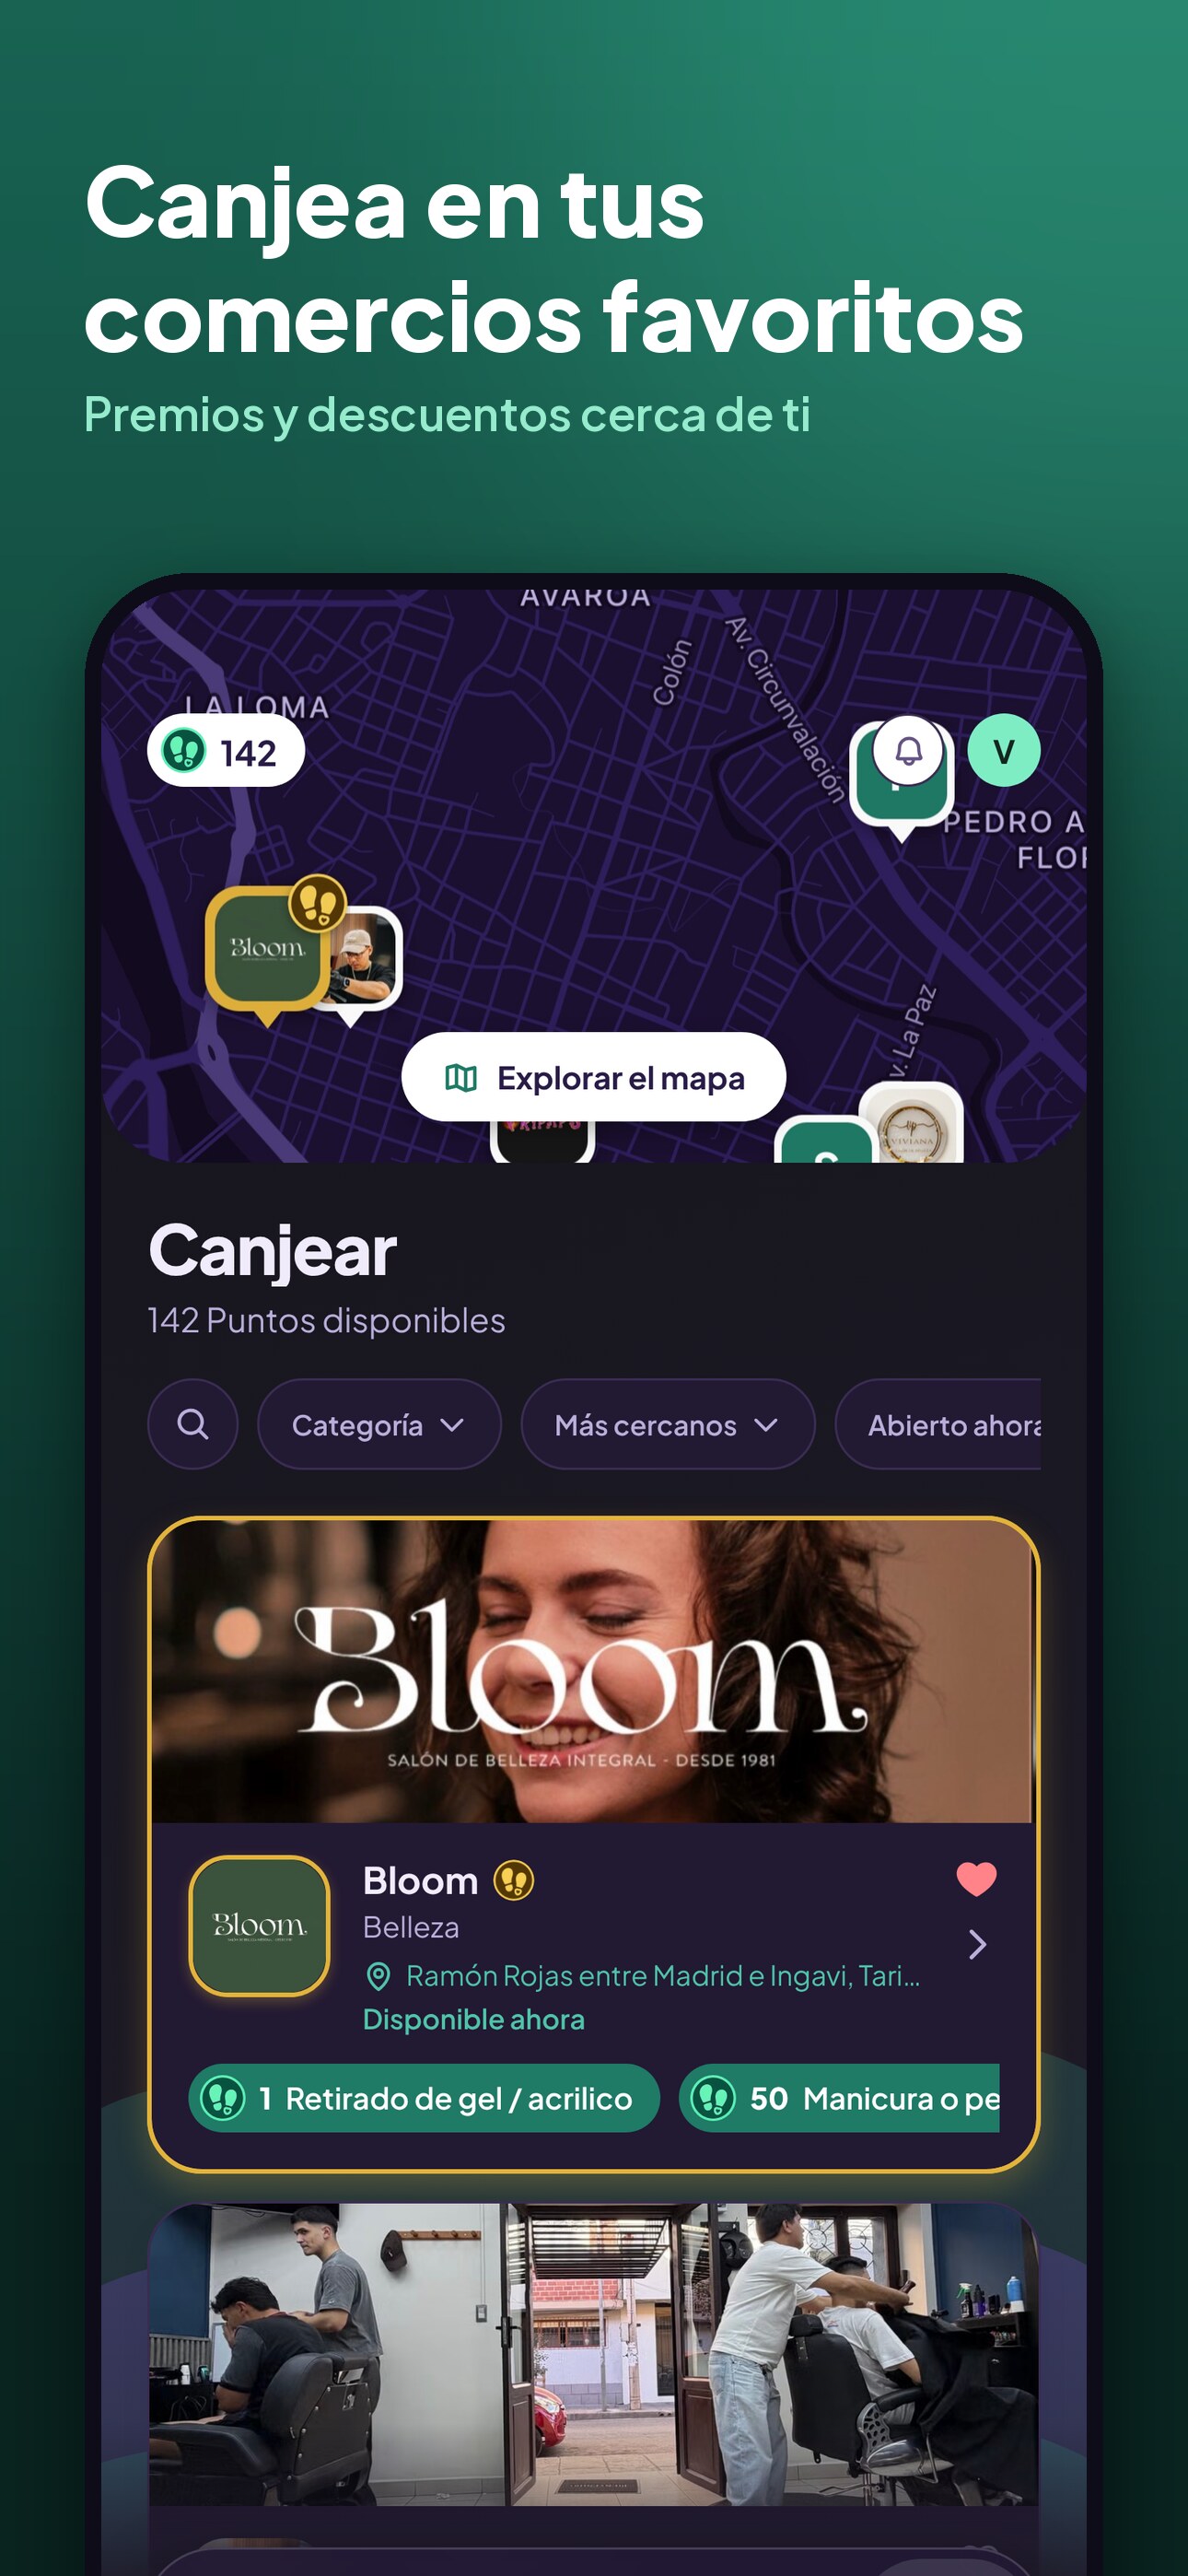 Canjea en tus
comercios favoritos
Premios y descuentos cerca de ti
AVAROA
Colón
Av. Circunvalación
LA LOMA
142
V
PEDRO A
FLOR
Bloom
v. La Paz
Explorar el mapa
VIVIANA
S
Canjear
142 Puntos disponibles
Categoría
Más cercanos
Abierto ahora
Bloom
SALÓN DE BELLEZA INTEGRAL - DESDE 1981
Bloom
Bloom
Belleza
Ramón Rojas entre Madrid e Ingavi, Tari...
Disponible ahora
1 Retirado de gel / acrilico
50 Manicura o pe